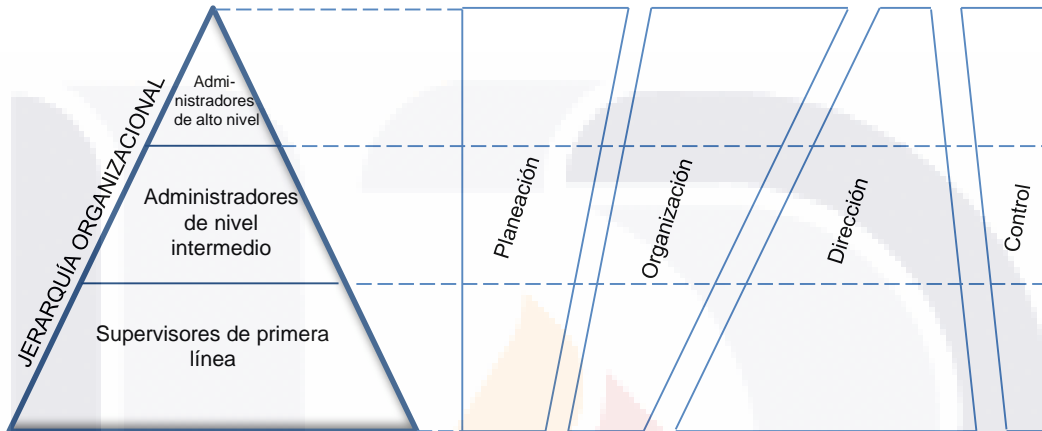 JERARQUÍA ORGANIZACIONAL
Admi-
nistradores
de alto nivel
Administradores
de nivel
intermedio
Supervisores de primera
línea
Planeación
Organización
Dirección
Control